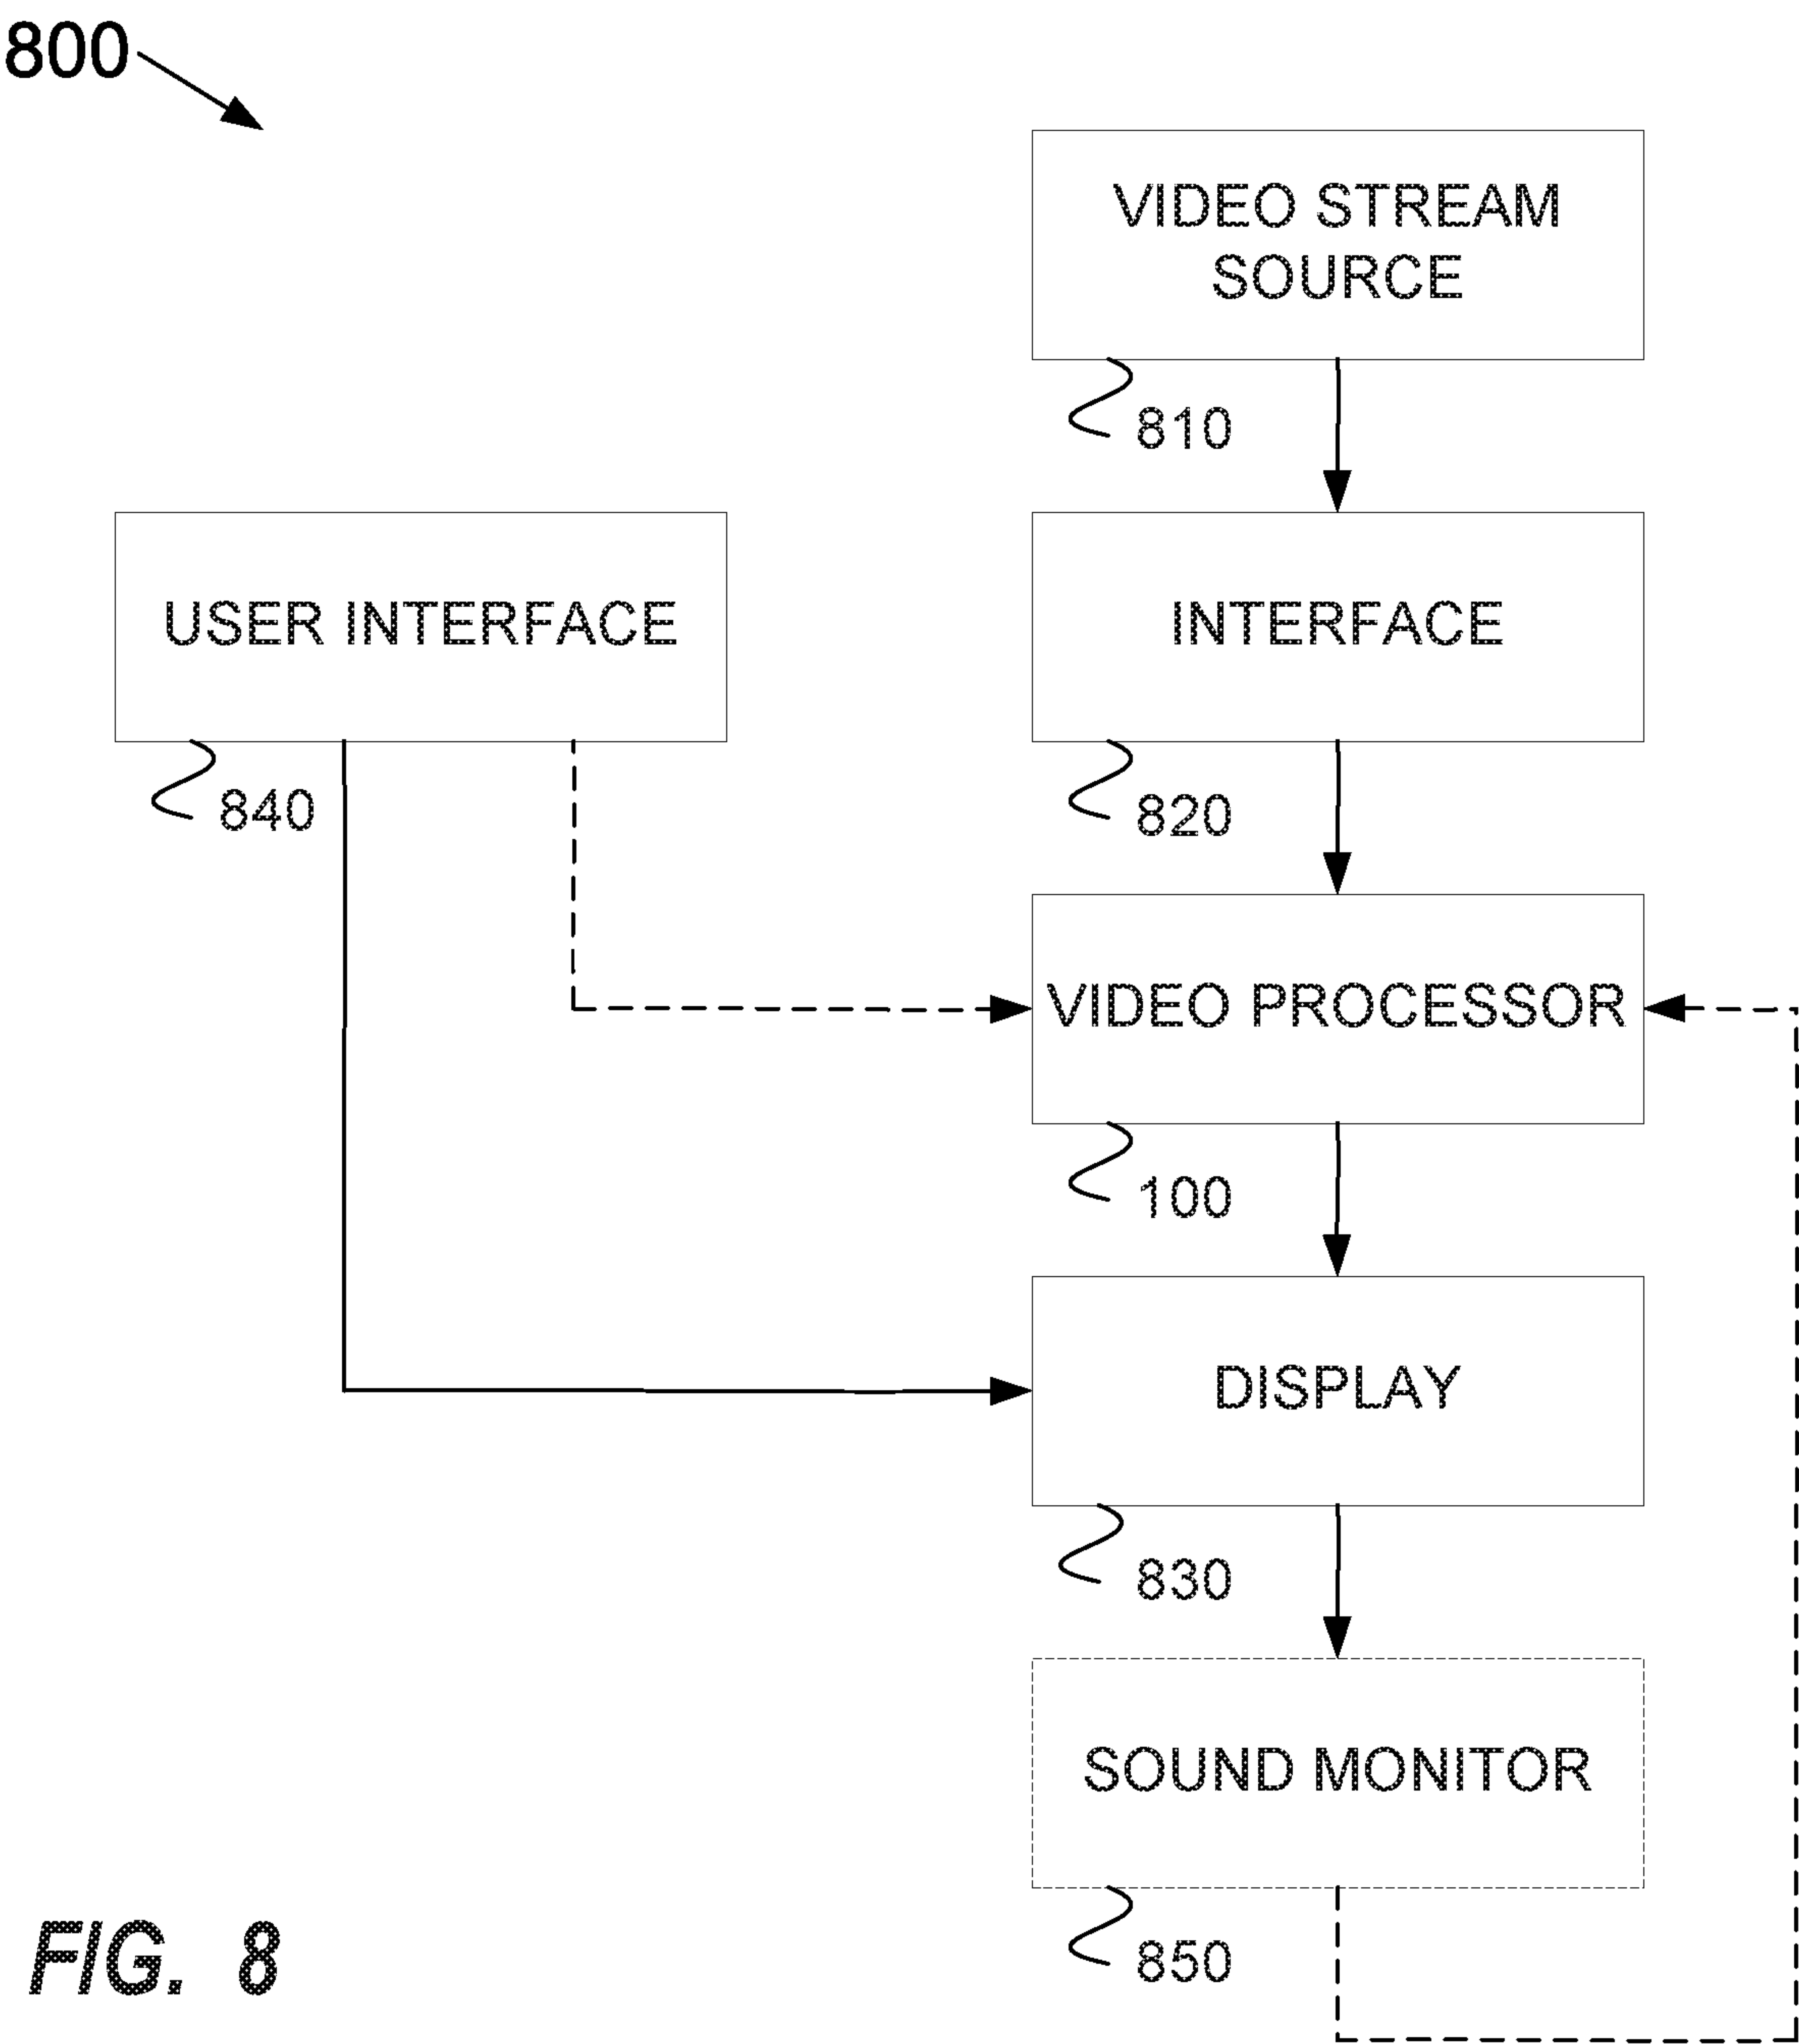 800
VIDEO STREAM
SOURCE
810
USER INTERFACE
INTERFACE
840
820
VIDEO PROCESSOR
100
DISPLAY
830
SOUND MONITOR
850
FIG. 8